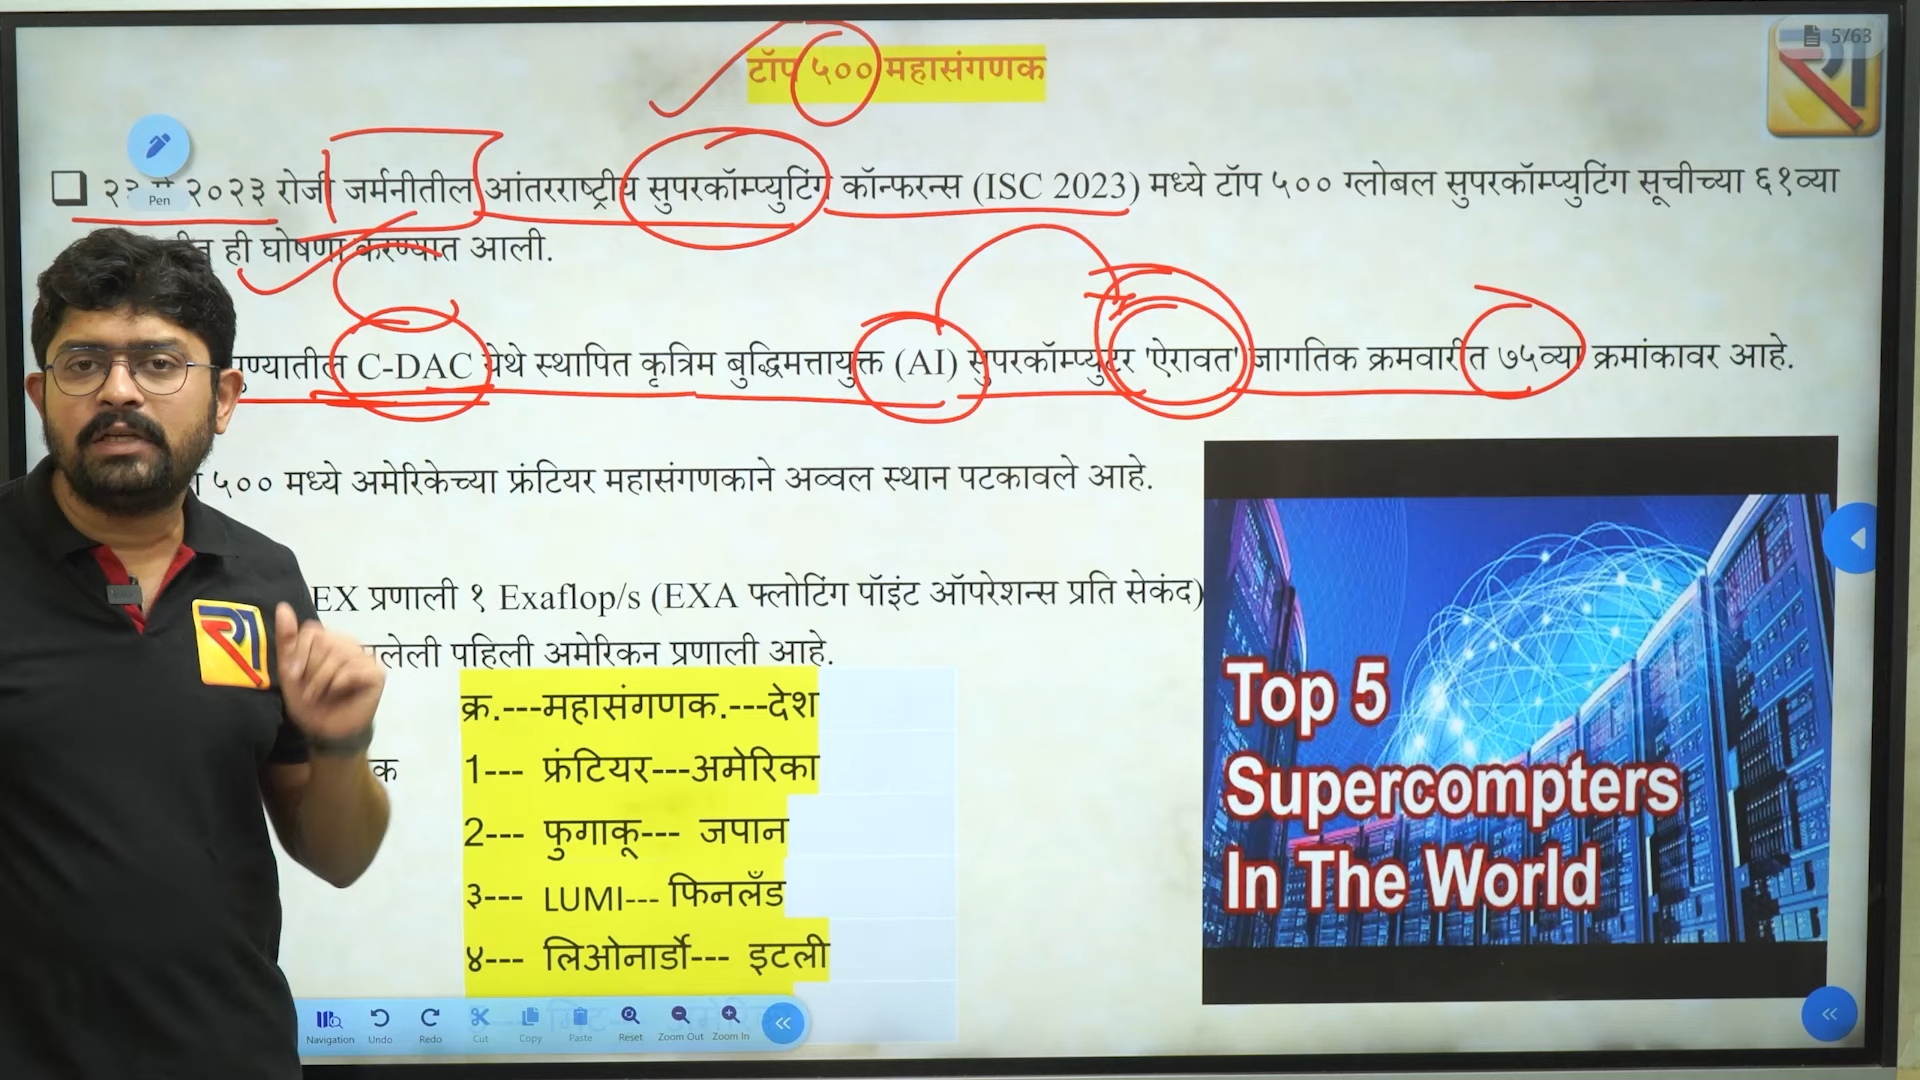 टॉप ५०० महासंगणक
5/63
Pen
२०२३ रोजी जर्मनीतील आंतरराष्ट्रीय सुपरकॉम्प्युटिंग कॉन्फरन्स (ISC 2023) मध्ये टॉप ५०० ग्लोबल सुपरकॉम्प्युटिंग सूचीच्या ६१व्या
ही घोषणा करण्यात आली.
C-DAC येथे स्थापित कृत्रिम बुद्धिमत्तायुक्त (AI) सुपरकॉम्प्युटर 'ऐरावत' जागतिक क्रमवारीत ७५व्या क्रमांकावर आहे.
५०० मध्ये अमेरिकेच्या फ्रंटियर महासंगणकाने अव्वल स्थान पटकावले आहे.
EX प्रणाली १ Exaflop/s (EXA फ्लोटिंग पॉइंट ऑपरेशन्स प्रति सेकंद)
पहिली अमेरिकन प्रणाली आहे.
क्र.---महासंगणक.---देश
1--- फ्रंटियर---अमेरिका
2--- फुगाकू--- जपान
३--- LUMI--- फिनलँड
४--- लिओनार्डो--- इटली
Top 5
Supercompters
In The World
Navigation Undo Redo Cut Copy Paste Reset Zoom Out Zoom In